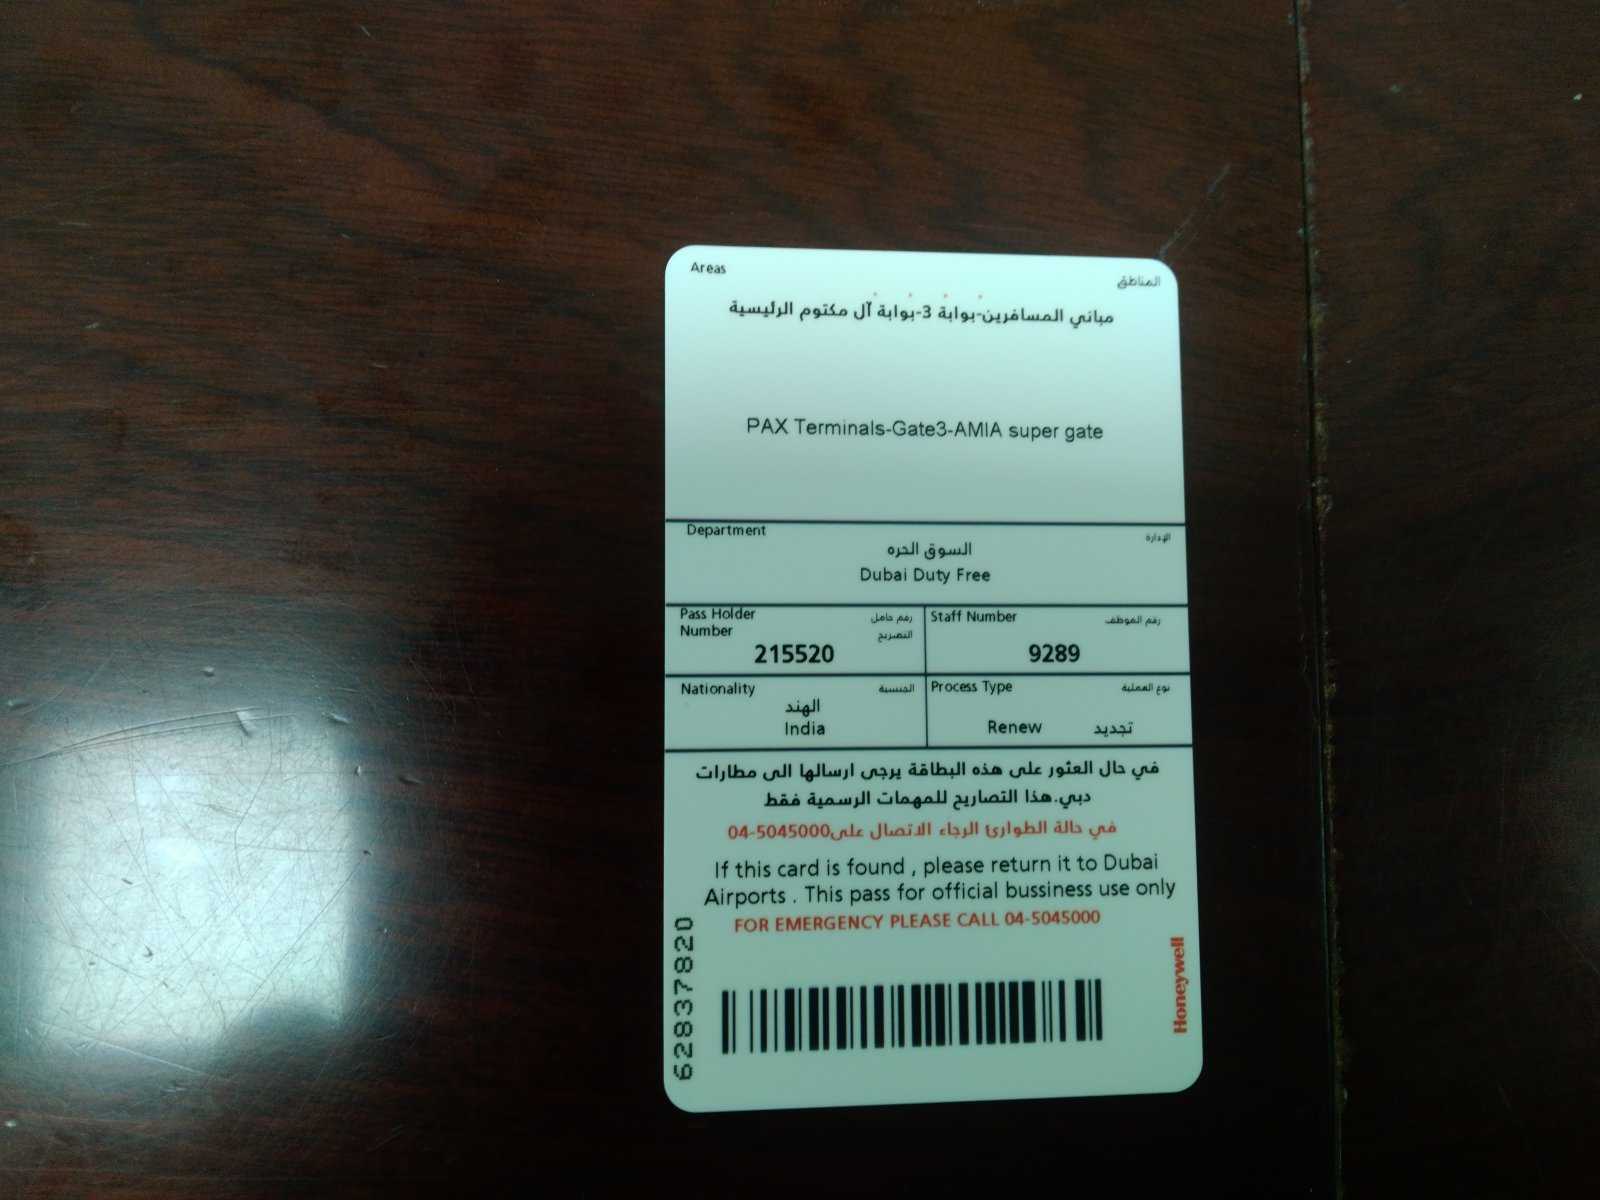 Areas المناطق
مباني المسافرين-بوابة 3-بوابة آل مكتوم الرئيسية
PAX Terminals-Gate3-AMIA super gate
Department الإدارة
السوق الحره
Dubai Duty Free
Pass Holder رقم حامل
Number التصريح
215520
Staff Number رقم الموظف
9289
Nationality الجنسية
الهند
India
Process Type نوع العملية
Renew تجديد
في حال العثور على هذه البطاقة يرجى ارسالها الى مطارات
دبي.هذا التصاريح للمهمات الرسمية فقط
في حالة الطوارئ الرجاء الاتصال على04-5045000
If this card is found , please return it to Dubai
Airports . This pass for official bussiness use only
FOR EMERGENCY PLEASE CALL 04-5045000
62837820
Honeywell